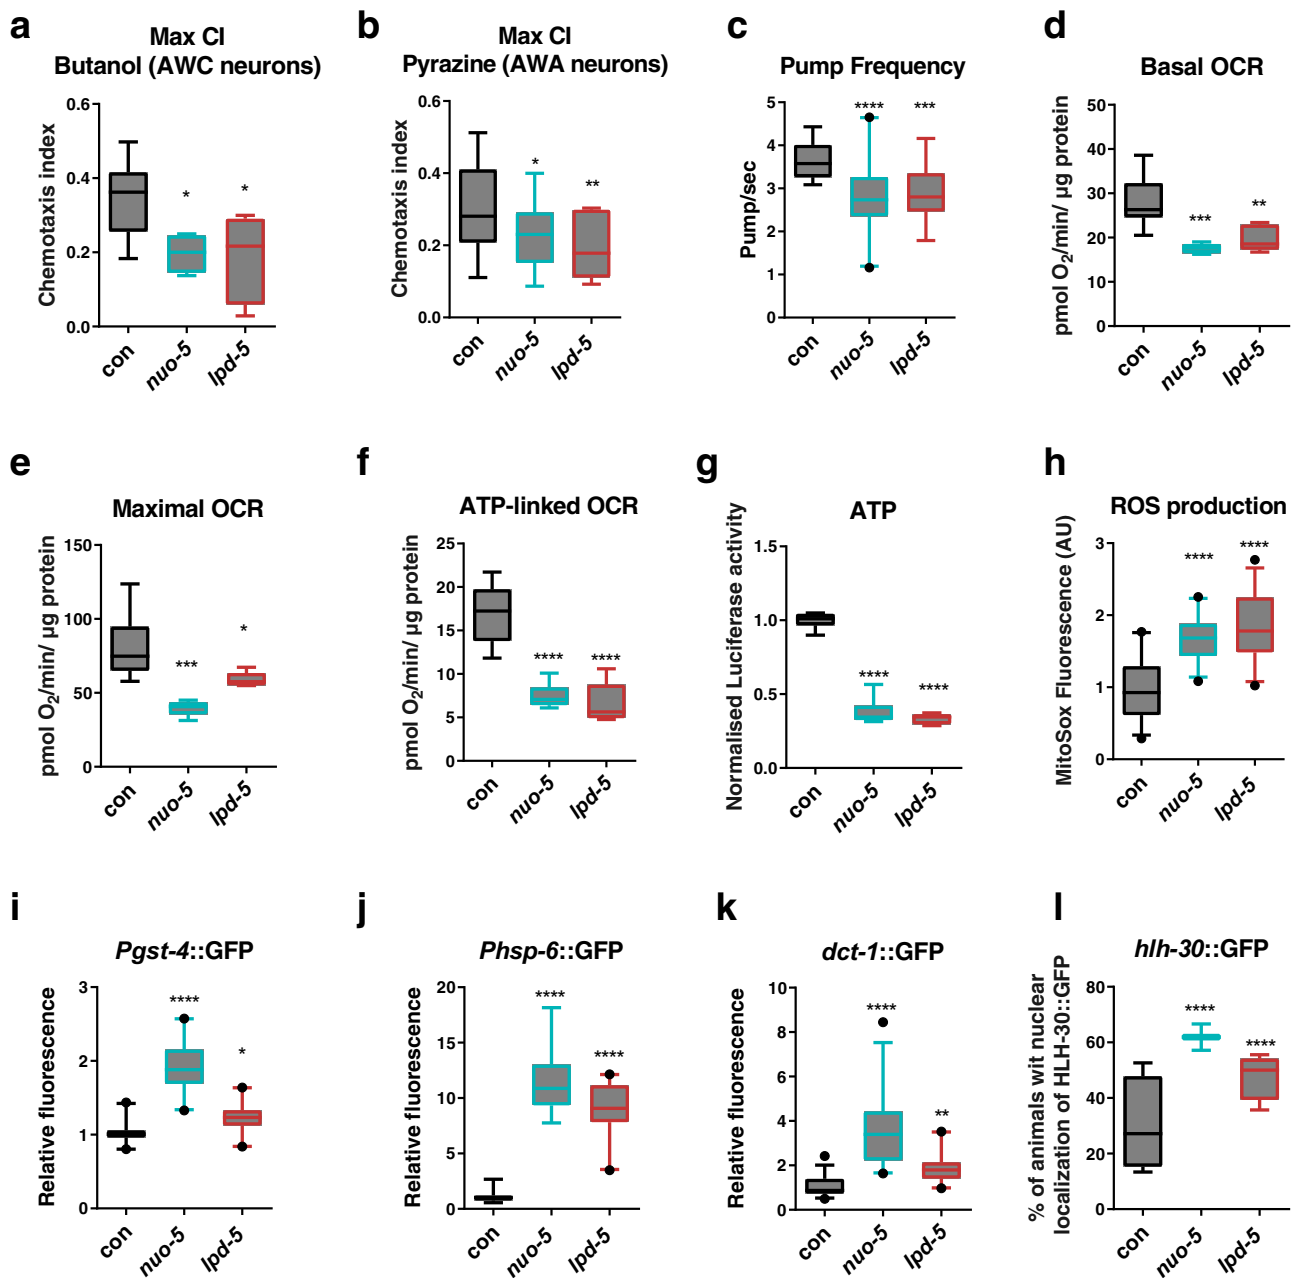 a
Max CI
Butanol (AWC neurons)
Chemotaxis index
0.6
0.4
0.2
0.0
*
*
con
nuo-5
lpd-5
b
Max CI
Pyrazine (AWA neurons)
Chemotaxis index
0.6
0.4
0.2
0.0
*
**
con
nuo-5
lpd-5
c
Pump Frequency
Pump/sec
5
4
3
2
1
0
****
***
con
nuo-5
lpd-5
d
Basal OCR
pmol O2/min/ µg protein
50
40
30
20
10
0
***
**
con
nuo-5
lpd-5
e
Maximal OCR
pmol O2/min/ µg protein
150
100
50
0
***
*
con
nuo-5
lpd-5
f
ATP-linked OCR
pmol O2/min/ µg protein
25
20
15
10
5
0
****
****
con
nuo-5
lpd-5
g
ATP
Normalised Luciferase activity
1.5
1.0
0.5
0.0
****
****
con
nuo-5
lpd-5
h
ROS production
MitoSox Fluorescence (AU)
3
2
1
0
****
****
con
nuo-5
lpd-5
i
Pgst-4::GFP
Relative fluorescence
3
2
1
0
****
*
con
nuo-5
lpd-5
j
Phsp-6::GFP
Relative fluorescence
20
15
10
5
0
****
****
con
nuo-5
lpd-5
k
dct-1::GFP
Relative fluorescence
10
8
6
4
2
0
****
**
con
nuo-5
lpd-5
l
hlh-30::GFP
% of animals wit nuclear
localization of HLH-30::GFP
80
60
40
20
0
****
****
con
nuo-5
lpd-5